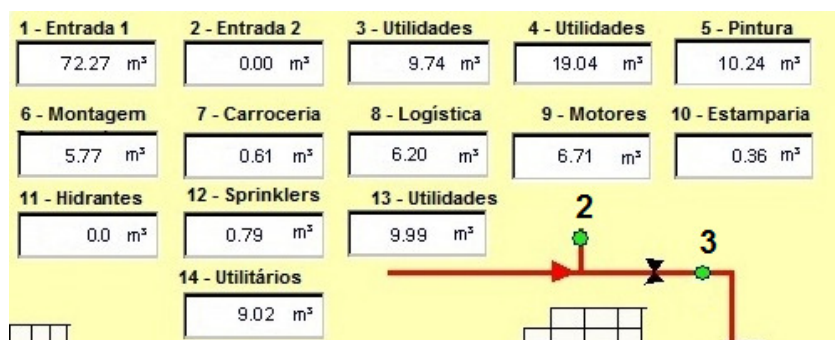 1 - Entrada 1 2 - Entrada 2 3 - Utilidades 4 - Utilidades 5 - Pintura
72.27 m³ 0.00 m³ 9.74 m³ 19.04 m³ 10.24 m³
6 - Montagem 7 - Carroceria 8 - Logística 9 - Motores 10 - Estamparia
5.77 m³ 0.61 m³ 6.20 m³ 6.71 m³ 0.36 m³
11 - Hidrantes 12 - Sprinklers 13 - Utilidades
0.0 m³ 0.79 m³ 9.99 m³
2
3
14 - Utilitários
9.02 m³